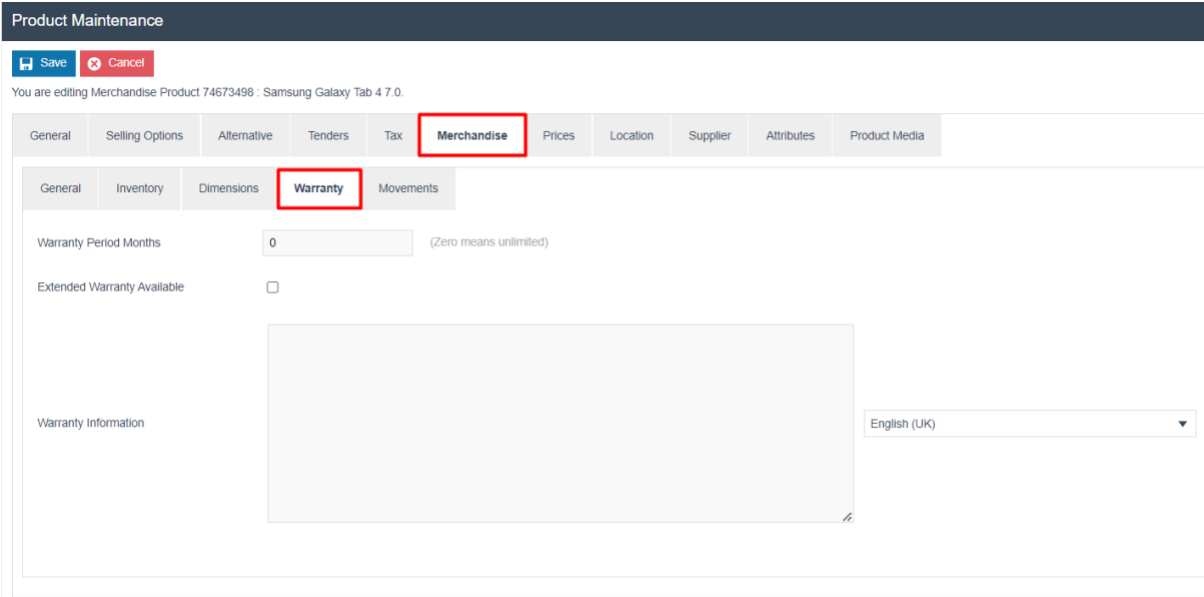 Product Maintenance
Save Cancel
You are editing Merchandise Product 74673498 : Samsung Galaxy Tab 4 7.0.
General Selling Options Alternative Tenders Tax Merchandise Prices Location Supplier Attributes Product Media
General Inventory Dimensions Warranty Movements
Warranty Period Months 0 (Zero means unlimited)
Extended Warranty Available
Warranty Information English (UK)